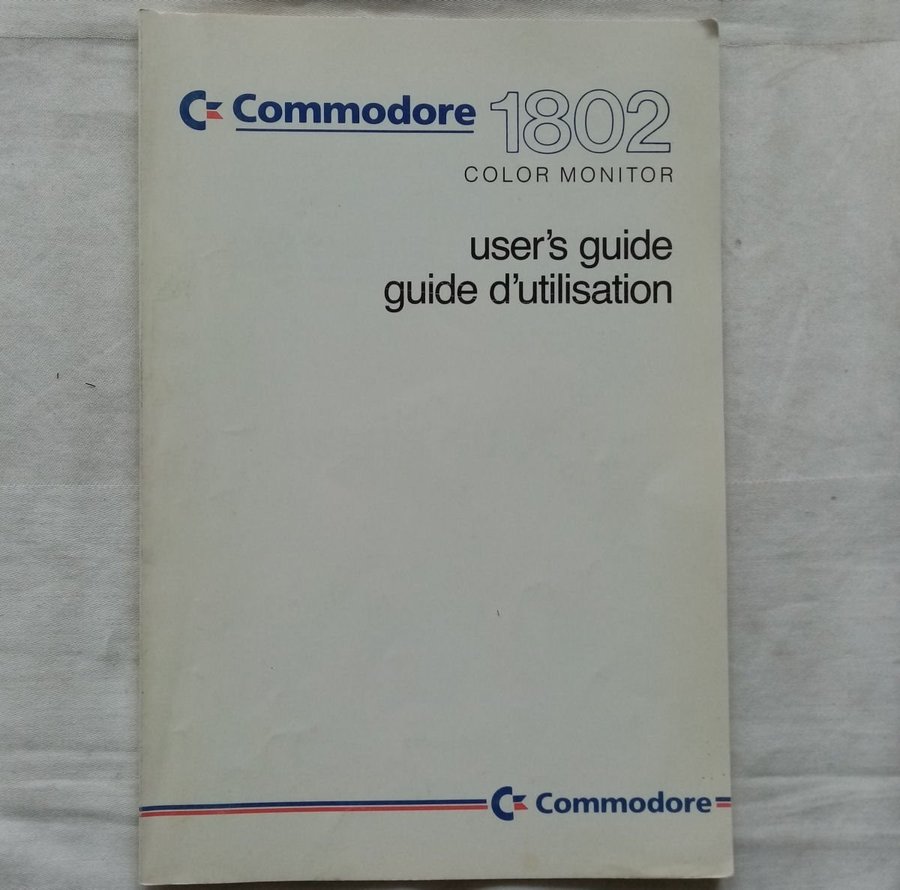 Commodore 1802
COLOR MONITOR
user's guide
guide d'utilisation
Commodore